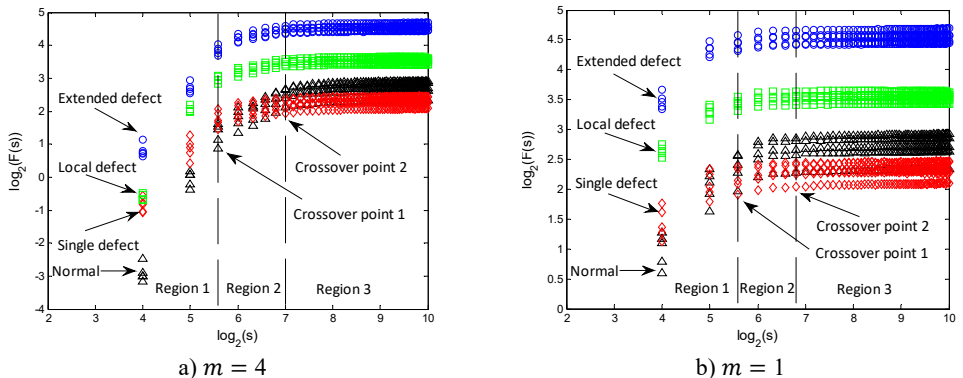 5
4
3
2
1
0
-1
-2
-3
-4
log2(F(s))
Extended defect
Local defect
Single defect
Normal
Crossover point 2
Crossover point 1
Region 1
Region 2
Region 3
2 3 4 5 6 7 8 9 10
log2(s)
a) m = 4
5
4.5
4
3.5
3
2.5
2
1.5
1
0.5
0
log2(F(s))
Extended defect
Local defect
Single defect
Normal
Crossover point 2
Crossover point 1
Region 1
Region 2
Region 3
2 3 4 5 6 7 8 9 10
log2(s)
b) m = 1